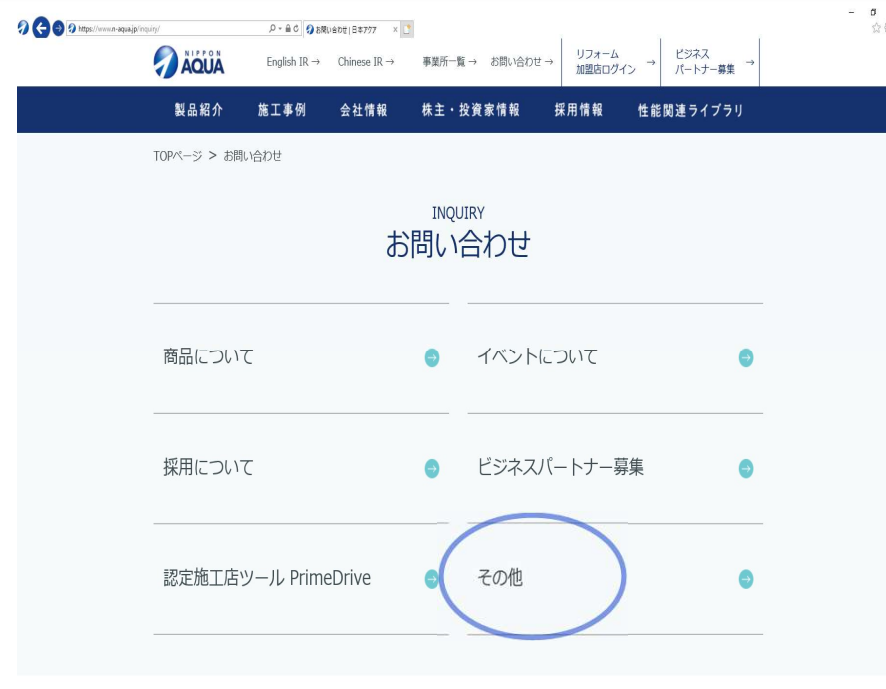 https://www.n-aqua.jp/inquiry/
お問い合わせ | 日本アクア
NIPPON
AQUA
English IR →
Chinese IR →
事業所一覧 →
お問い合わせ →
リフォーム
加盟店ログイン →
ビジネス
パートナー募集 →
製品紹介 施工事例 会社情報 株主・投資家情報 採用情報 性能関連ライブラリ
TOPページ > お問い合わせ
INQUIRY
お問い合わせ
商品について
イベントについて
採用について
ビジネスパートナー募集
認定施工店ツール PrimeDrive
その他